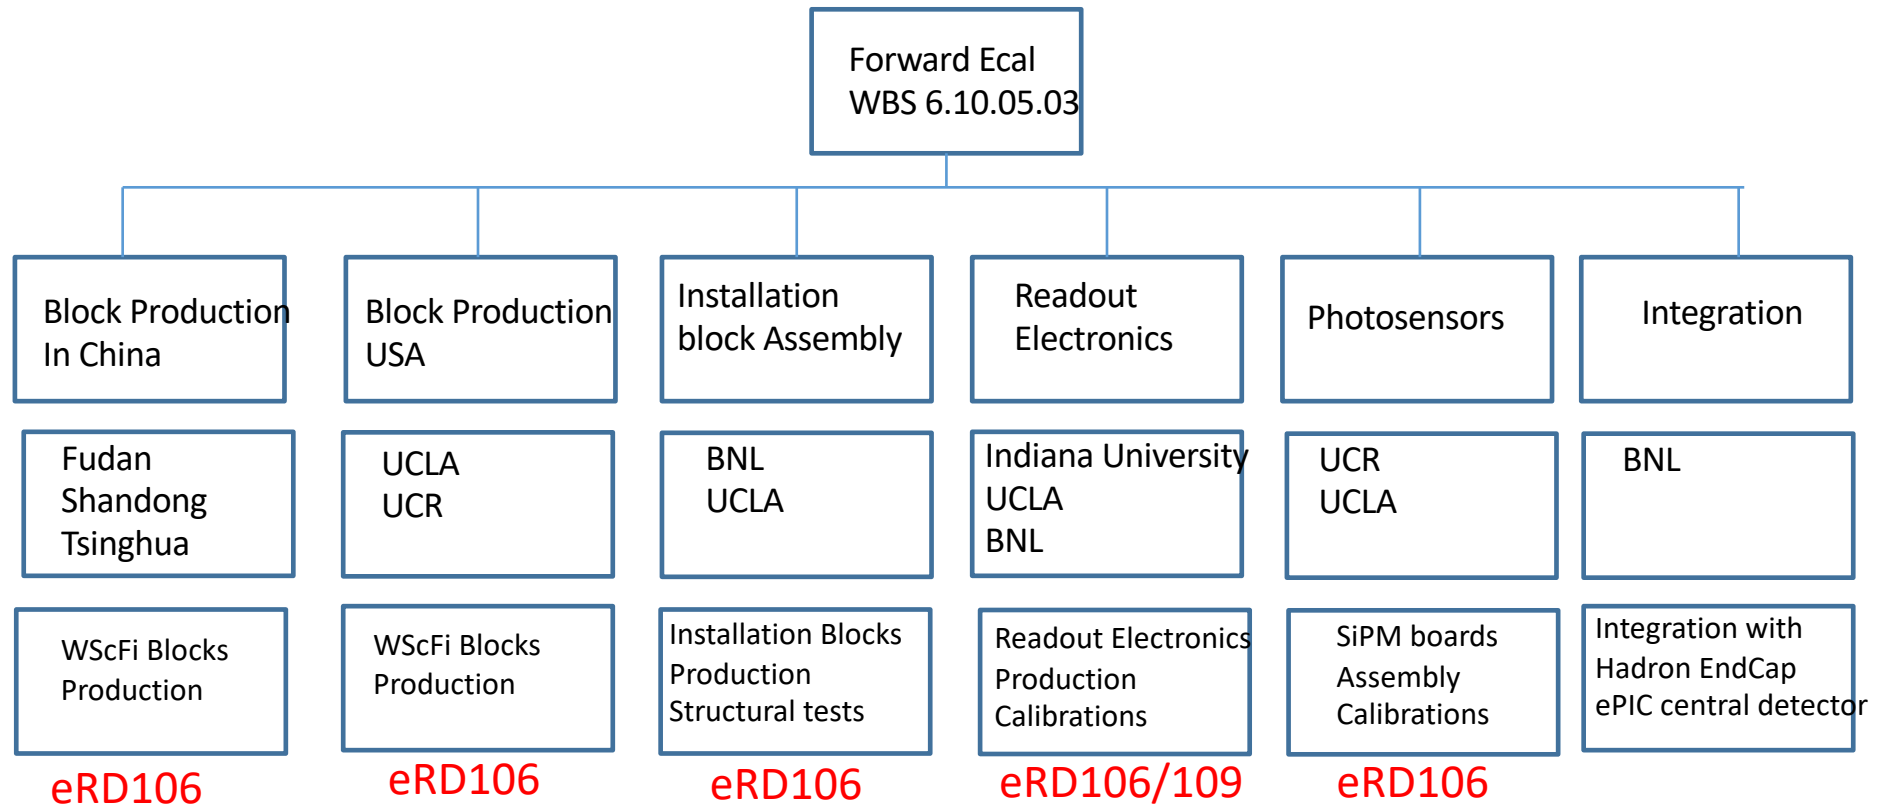 Forward Ecal
WBS 6.10.05.03
Block Production
In China
Block Production
USA
Installation
block Assembly
Readout
Electronics
Photosensors
Integration
Fudan
Shandong
Tsinghua
UCLA
UCR
BNL
UCLA
Indiana University
UCLA
BNL
UCR
UCLA
BNL
WScFi Blocks
Production
WScFi Blocks
Production
Installation Blocks
Production
Structural tests
Readout Electronics
Production
Calibrations
SiPM boards
Assembly
Calibrations
Integration with
Hadron EndCap
ePIC central detector
eRD106
eRD106
eRD106
eRD106/109
eRD106